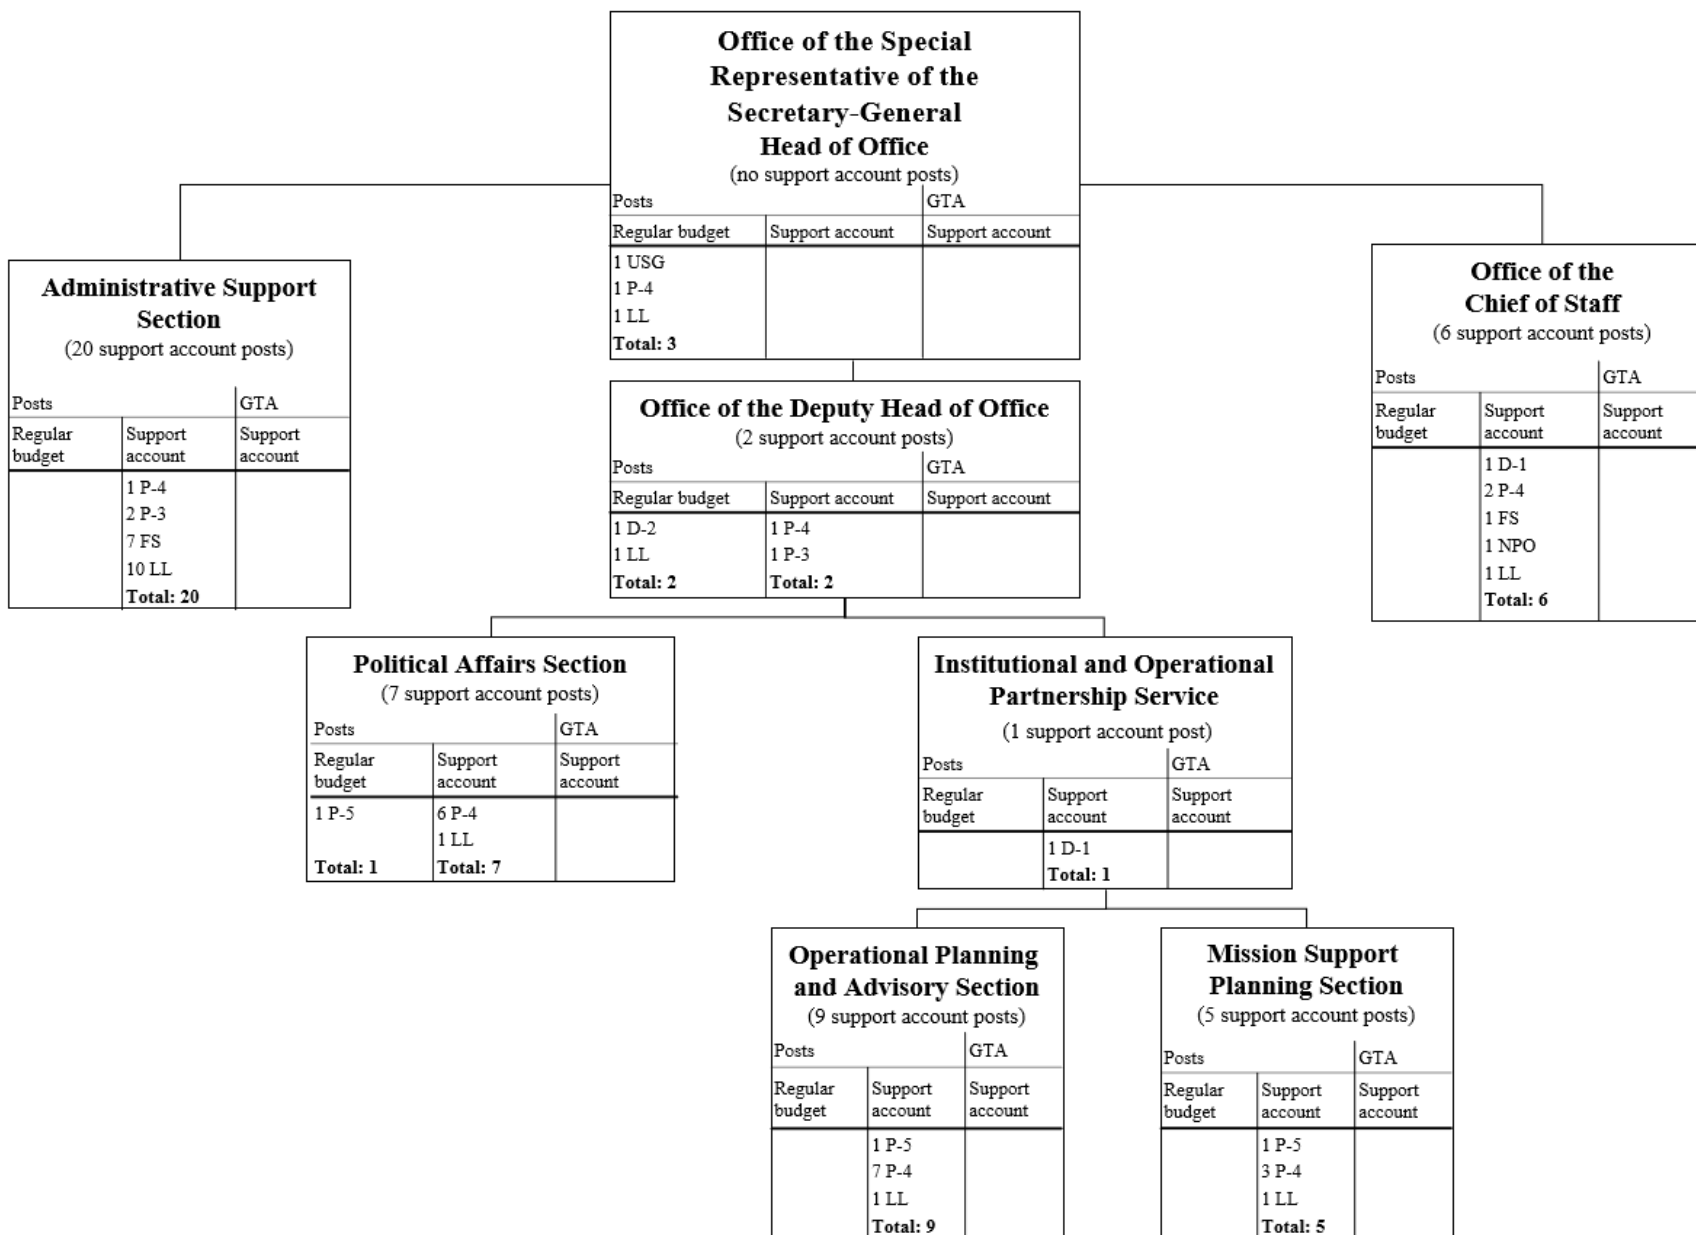 Office of the Special
Representative of the
Secretary-General
Head of Office
(no support account posts)
Posts GTA
Regular budget Support account Support account
1 USG
1 P-4
1 LL
Total: 3
Administrative Support
Section
(20 support account posts)
Posts GTA
Regular Support Support
budget account account
1 P-4
2 P-3
7 FS
10 LL
Total: 20
Office of the
Chief of Staff
(6 support account posts)
Posts GTA
Regular Support Support
budget account account
1 D-1
2 P-4
1 FS
1 NPO
1 LL
Total: 6
Office of the Deputy Head of Office
(2 support account posts)
Posts GTA
Regular budget Support account Support account
1 D-2 1 P-4
1 LL 1 P-3
Total: 2 Total: 2
Political Affairs Section
(7 support account posts)
Posts GTA
Regular Support Support
budget account account
1 P-5 6 P-4
1 LL
Total: 1 Total: 7
Institutional and Operational
Partnership Service
(1 support account post)
Posts GTA
Regular Support Support
budget account account
1 D-1
Total: 1
Operational Planning
and Advisory Section
(9 support account posts)
Posts GTA
Regular Support Support
budget account account
1 P-5
7 P-4
1 LL
Total: 9
Mission Support
Planning Section
(5 support account posts)
Posts GTA
Regular Support Support
budget account account
1 P-5
3 P-4
1 LL
Total: 5